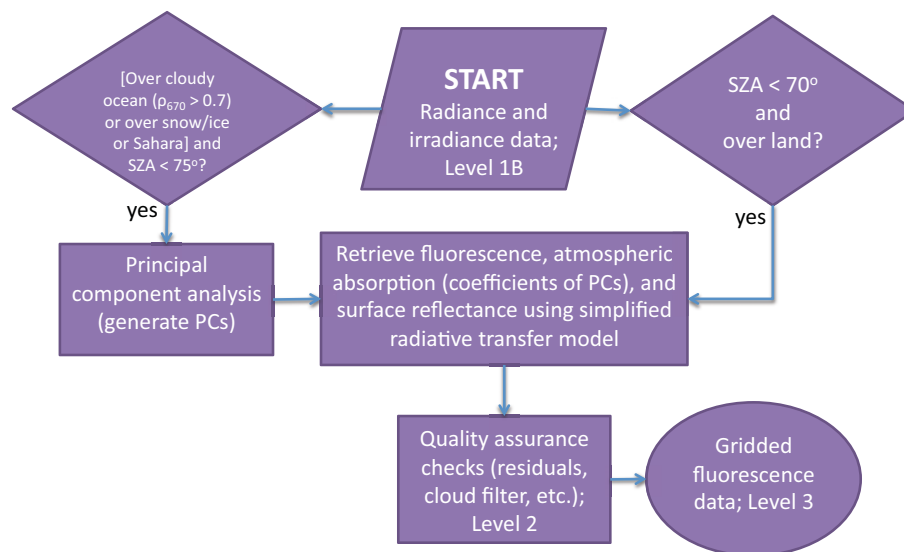 [Over cloudy
ocean (ρ₆₇₀ > 0.7)
or over snow/ice
or Sahara] and
SZA < 75º?
START
Radiance and
irradiance data;
Level 1B
SZA < 70º
and
over land?
yes
yes
Principal
component analysis
(generate PCs)
Retrieve fluorescence, atmospheric
absorption (coefficients of PCs), and
surface reflectance using simplified
radiative transfer model
Quality assurance
checks (residuals,
cloud filter, etc.);
Level 2
Gridded
fluorescence
data; Level 3